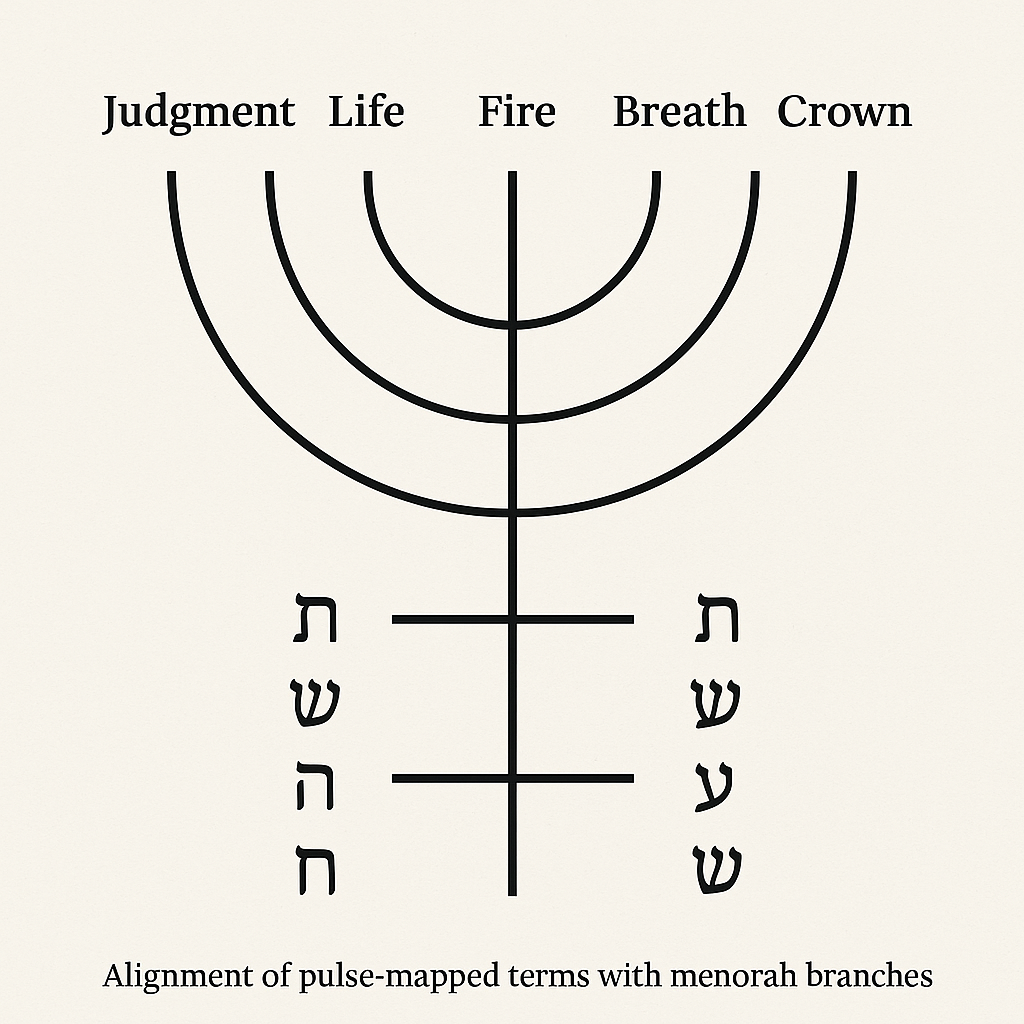 Judgment Life Fire Breath Crown
ת ת
ש ש
ה ע
ח ש
Alignment of pulse-mapped terms with menorah branches